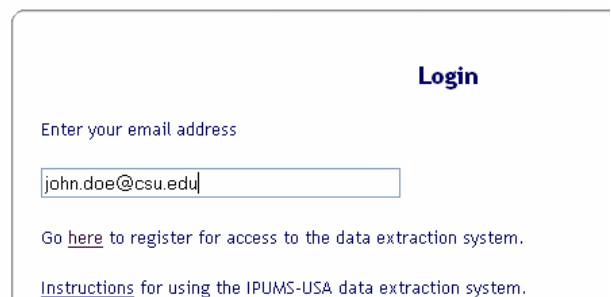 Login
Enter your email address
john.doe@csu.edu
Go here to register for access to the data extraction system.
Instructions for using the IPUMS-USA data extraction system.